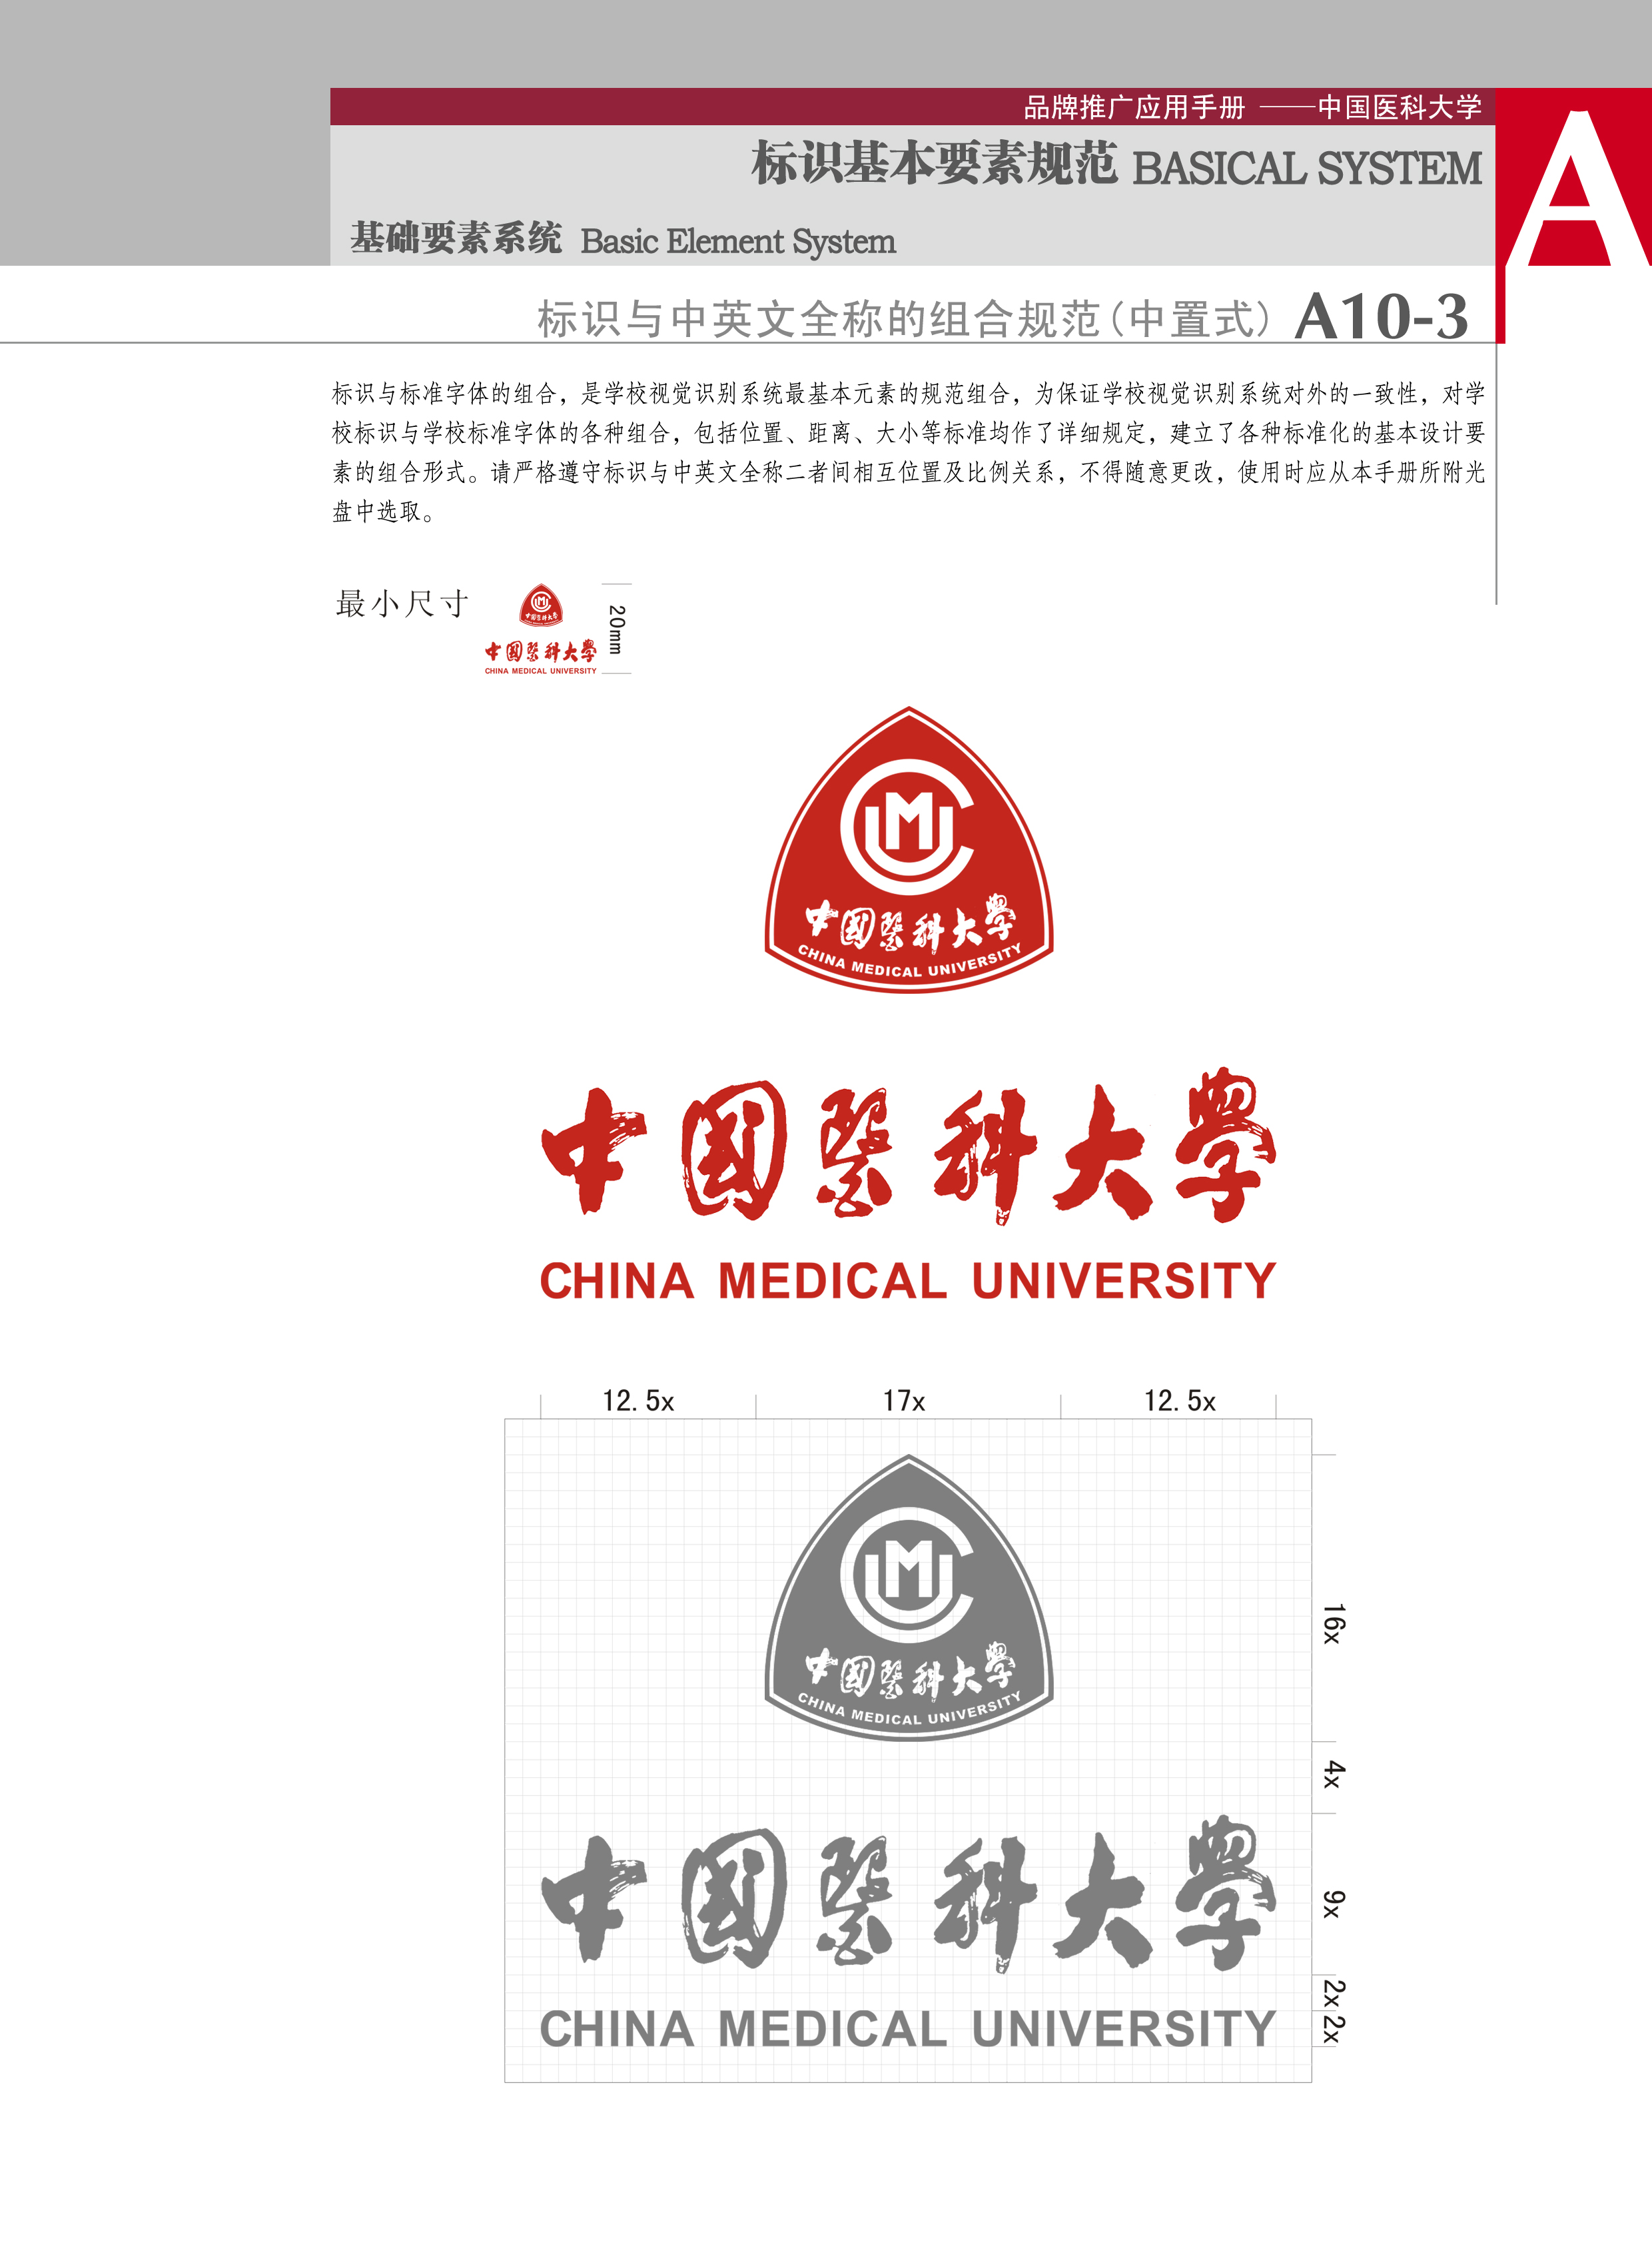 品牌推广应用手册 ——中国医科大学
A
标识基本要素规范 BASICAL SYSTEM
基础要素系统 Basic Element System
标识与中英文全称的组合规范(中置式) A10-3
标识与标准字体的组合，是学校视觉识别系统最基本元素的规范组合，为保证学校视觉识别系统对外的一致性，对学
校标识与学校标准字体的各种组合，包括位置、距离、大小等标准均作了详细规定，建立了各种标准化的基本设计要
素的组合形式。请严格遵守标识与中英文全称二者间相互位置及比例关系，不得随意更改，使用时应从本手册所附光
盘中选取。
最小尺寸
CMU
中国醫科大學
中國醫科大學
CHINA MEDICAL UNIVERSITY
20mm
CMU
中國醫科大學
CHINA MEDICAL UNIVERSITY
中國醫科大學
CHINA MEDICAL UNIVERSITY
12.5x 17x 12.5x
CMU
中國醫科大學
CHINA MEDICAL UNIVERSITY
16x
4x
中國醫科大學
9x
2x
CHINA MEDICAL UNIVERSITY
2x